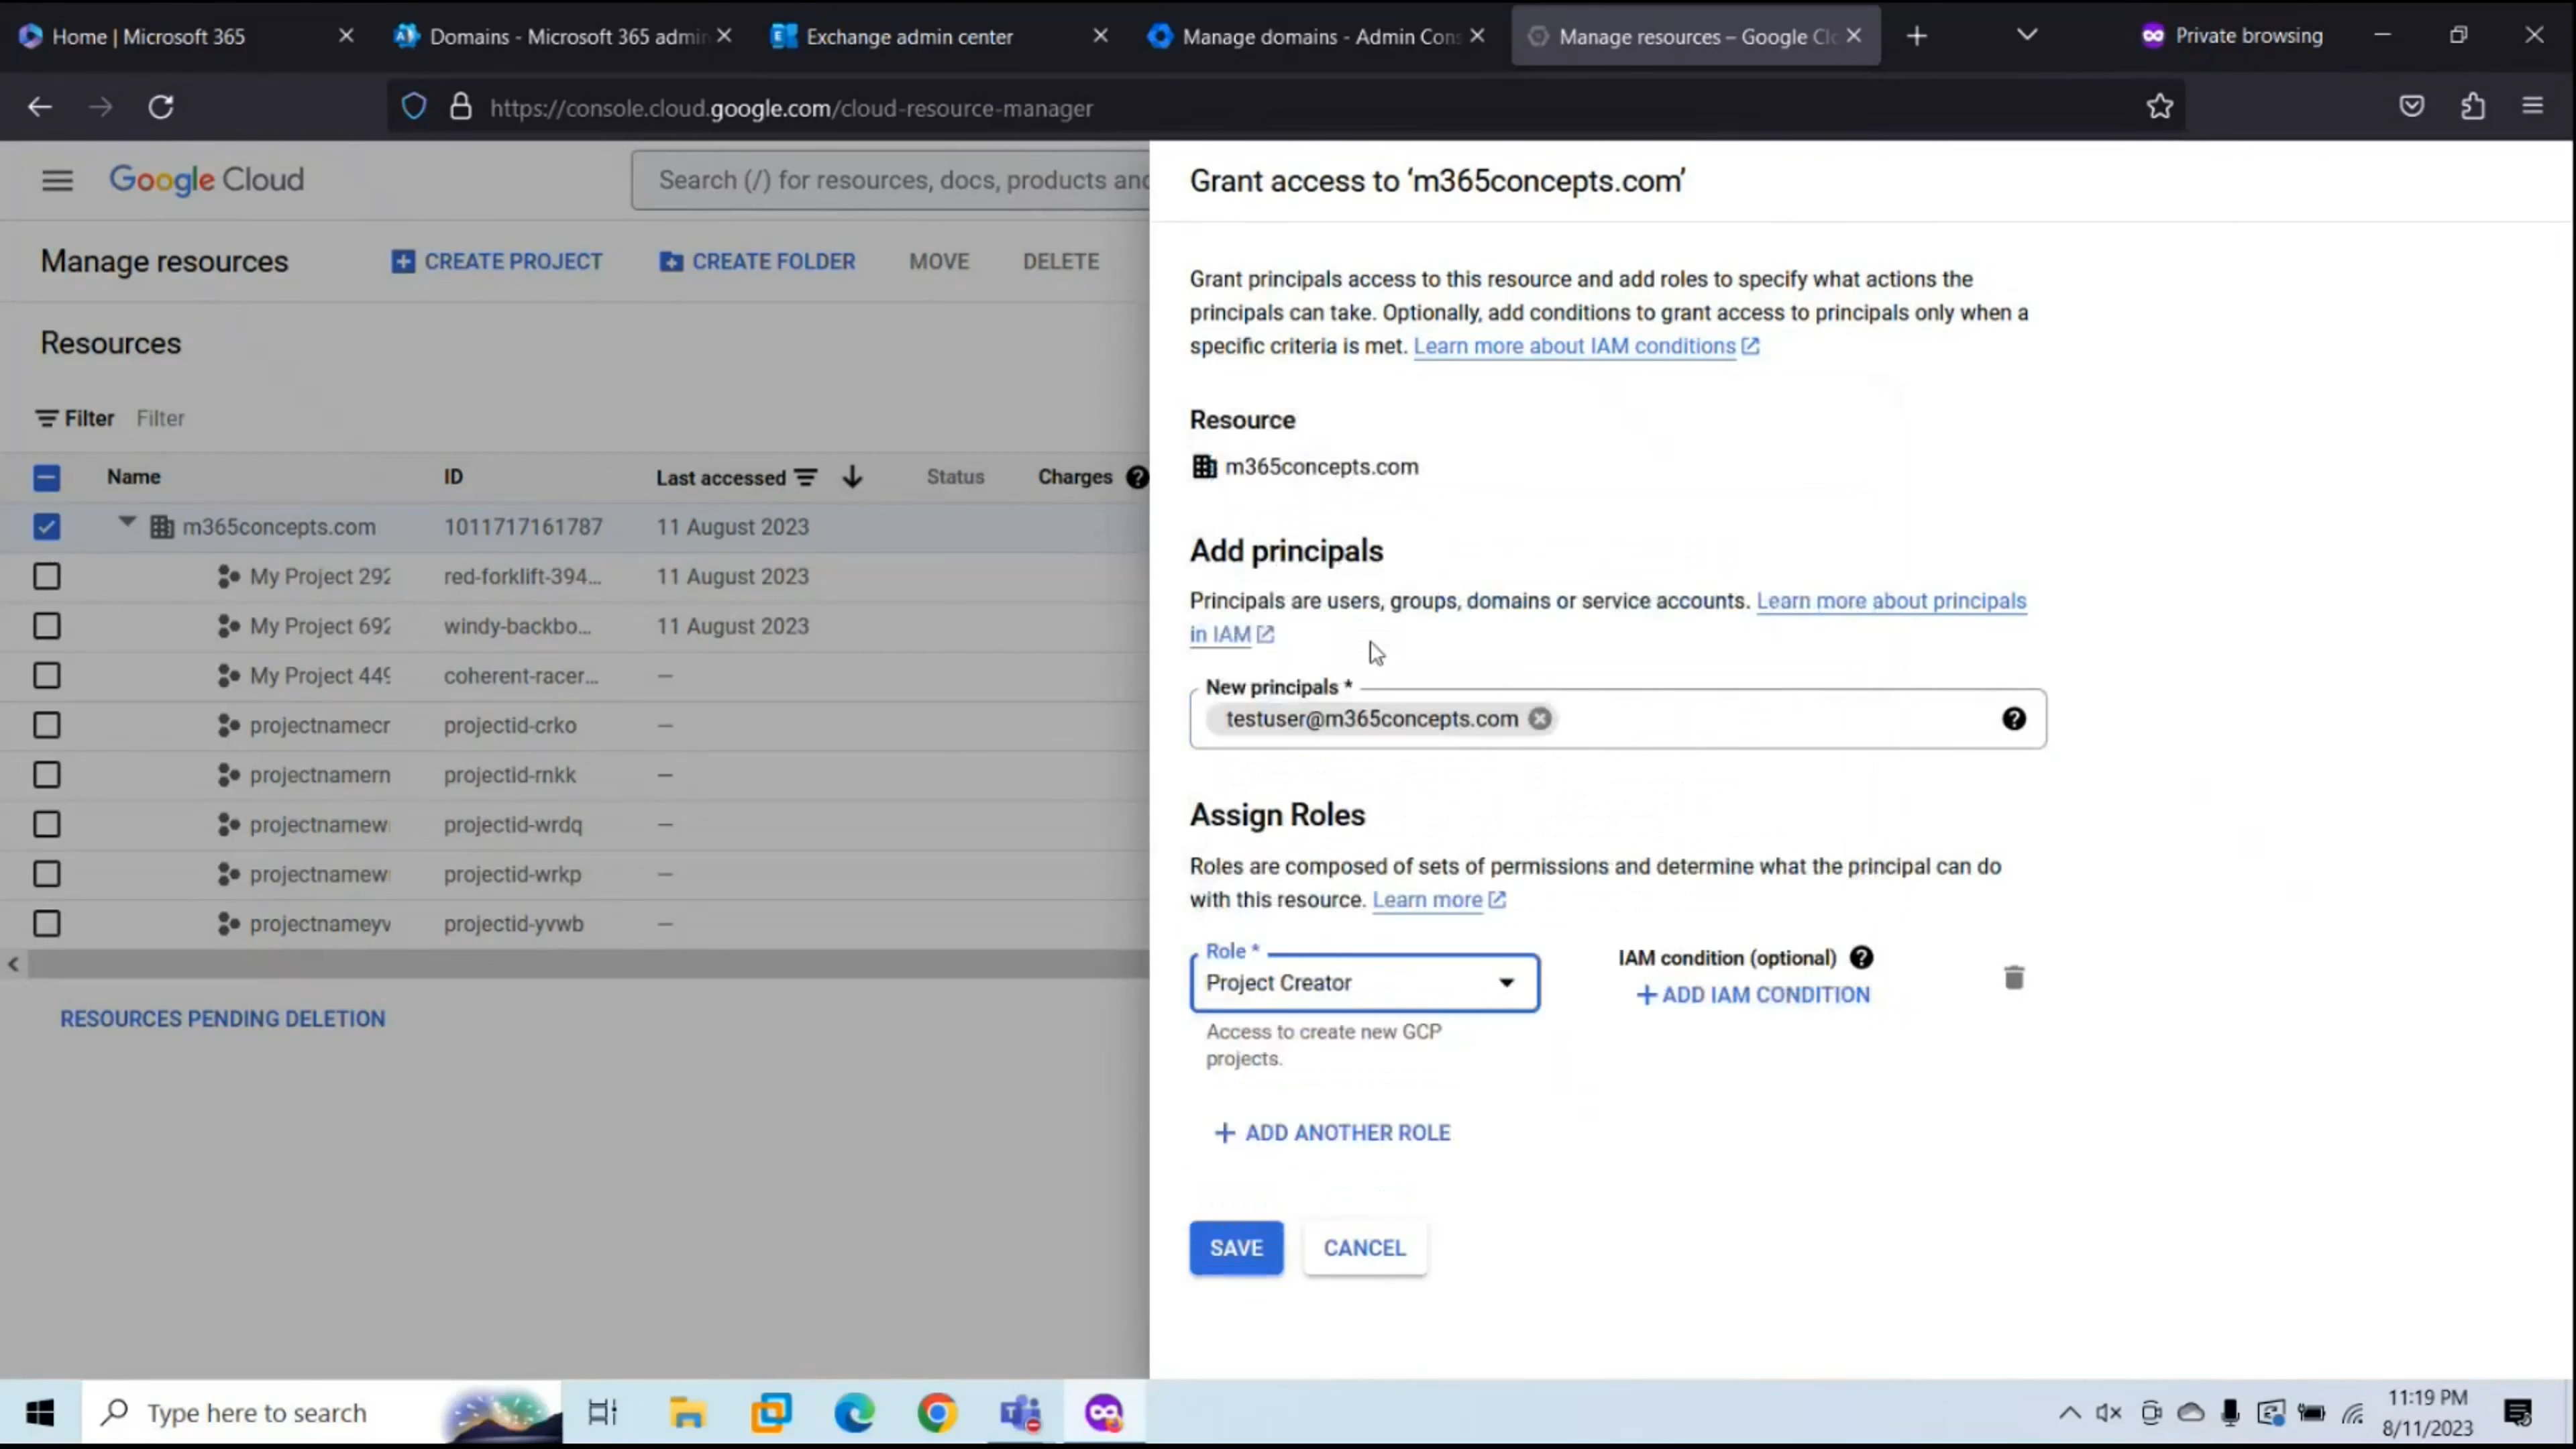 Home | Microsoft 365
Domains - Microsoft 365 admin
Exchange admin center
Manage domains - Admin Cons
Manage resources – Google Clo
Private browsing
https://console.cloud.google.com/cloud-resource-manager
Google Cloud
Search (/) for resources, docs, products and
Manage resources
CREATE PROJECT
CREATE FOLDER
MOVE
DELETE
Resources
Filter Filter
Name ID Last accessed Status Charges
m365concepts.com 1011717161787 11 August 2023
My Project 292 red-forklift-394... 11 August 2023
My Project 692 windy-backbo... 11 August 2023
My Project 449 coherent-racer... —
projectnamecr projectid-crko —
projectnamern projectid-rnkk —
projectnamew projectid-wrdq —
projectnamew projectid-wrkp —
projectnameyv projectid-yvwb —
RESOURCES PENDING DELETION
Grant access to ‘m365concepts.com’
Grant principals access to this resource and add roles to specify what actions the
principals can take. Optionally, add conditions to grant access to principals only when a
specific criteria is met. Learn more about IAM conditions
Resource
m365concepts.com
Add principals
Principals are users, groups, domains or service accounts. Learn more about principals
in IAM
New principals *
testuser@m365concepts.com
Assign Roles
Roles are composed of sets of permissions and determine what the principal can do
with this resource. Learn more
Role *
Project Creator
IAM condition (optional)
+ ADD IAM CONDITION
Access to create new GCP
projects.
+ ADD ANOTHER ROLE
SAVE
CANCEL
Type here to search
11:19 PM
8/11/2023